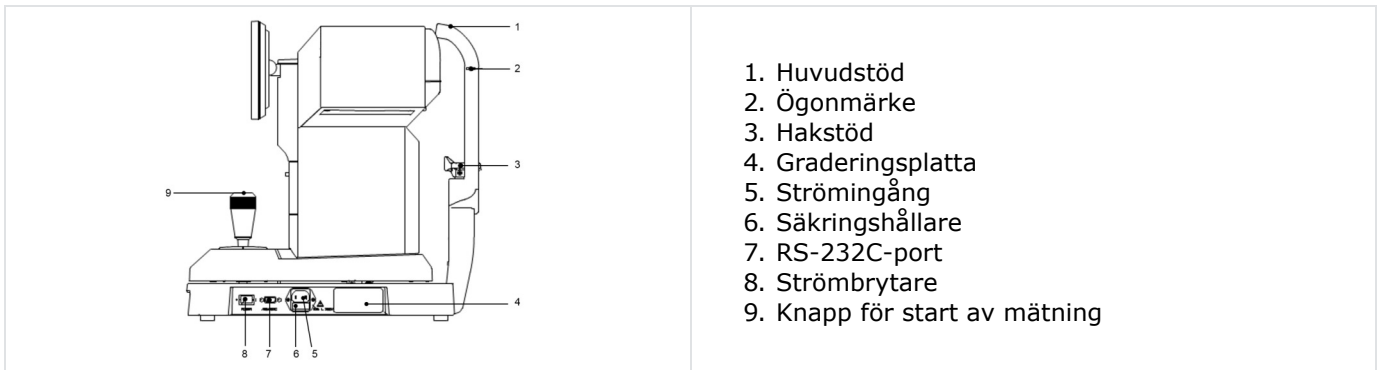 1
2
3
9
4
8 7 6 5
1. Huvudstöd
2. Ögonmärke
3. Hakstöd
4. Graderingsplatta
5. Strömingång
6. Säkringshållare
7. RS-232C-port
8. Strömbrytare
9. Knapp för start av mätning